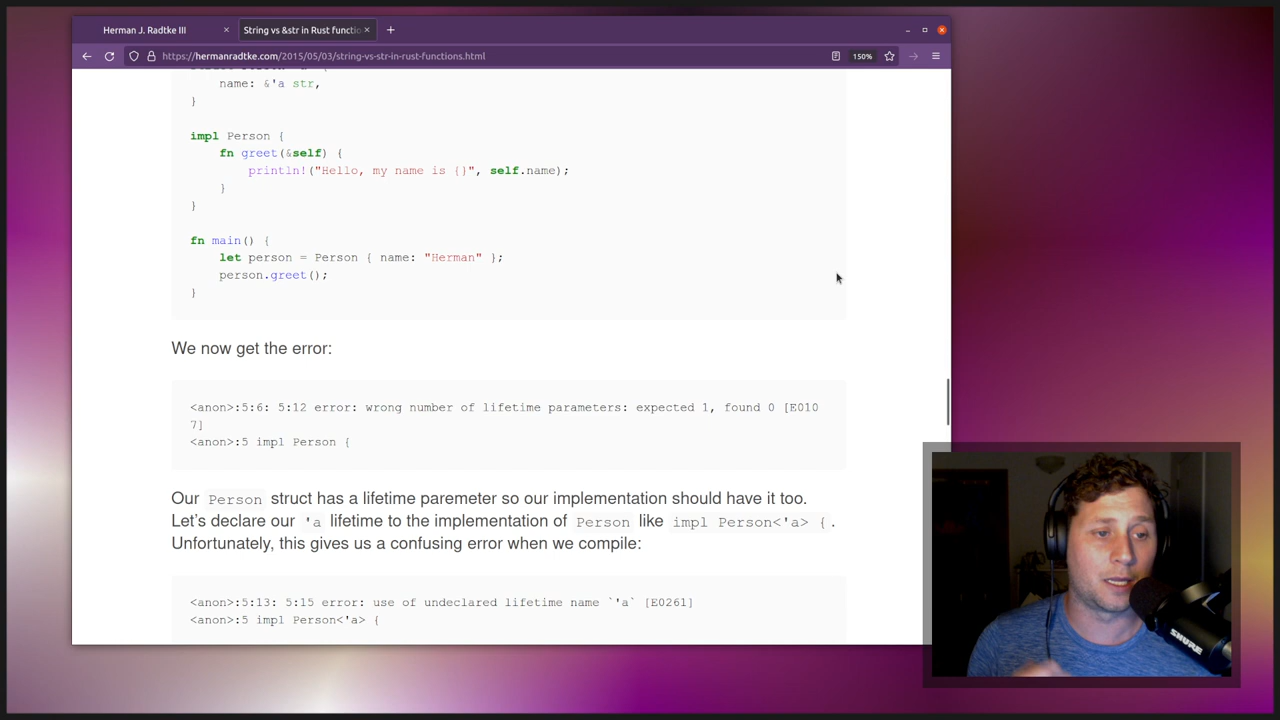 Herman J. Radtke III
String vs &str in Rust functio
https://hermanradtke.com/2015/05/03/string-vs-str-in-rust-functions.html
150%
name: &'a str,
}
impl Person {
fn greet(&self) {
println!("Hello, my name is {}", self.name);
}
}
fn main() {
let person = Person { name: "Herman" };
person.greet();
}
We now get the error:
<anon>:5:6: 5:12 error: wrong number of lifetime parameters: expected 1, found 0 [E010
7]
<anon>:5 impl Person {
Our Person struct has a lifetime paremeter so our implementation should have it too.
Let's declare our 'a lifetime to the implementation of Person like impl Person<'a> {.
Unfortunately, this gives us a confusing error when we compile:
<anon>:5:13: 5:15 error: use of undeclared lifetime name `'a` [E0261]
<anon>:5 impl Person<'a> {
SHURE